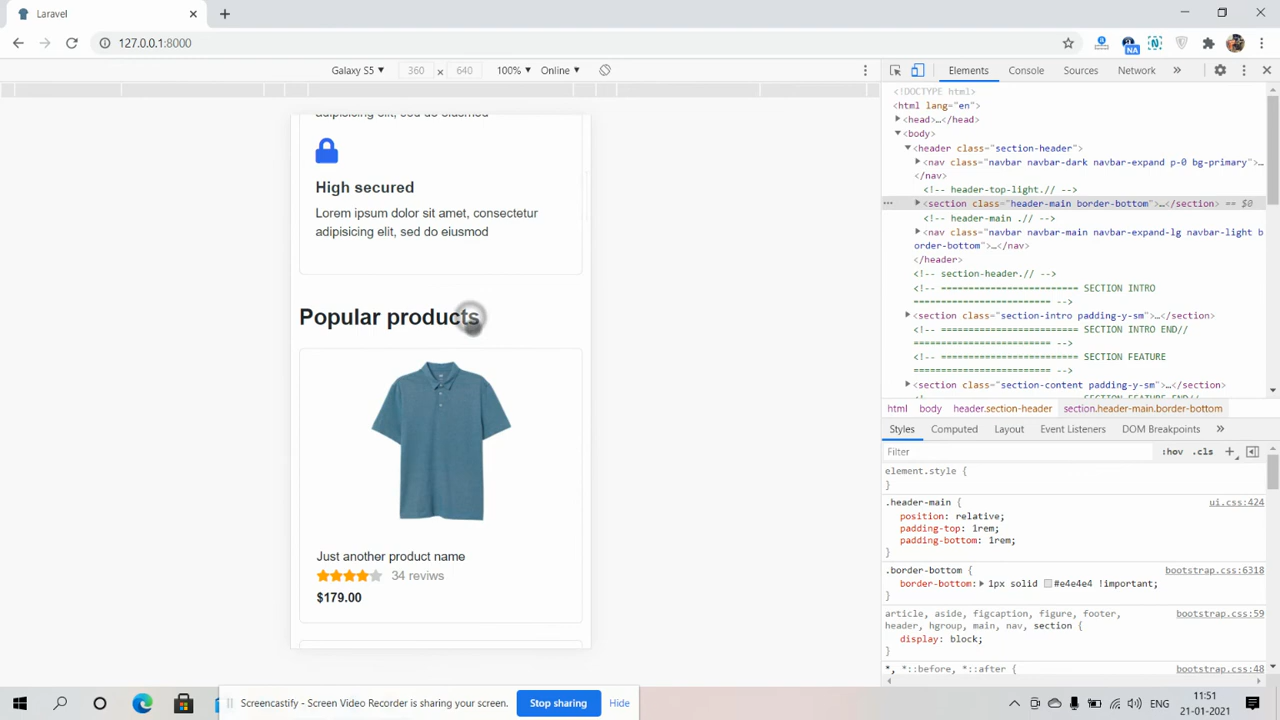 Laravel
127.0.0.1:8000
NA
Galaxy S5 ▾ 360 × 640 100% ▾ Online ▾
adipisicing elit, sed do eiusmod
High secured
Lorem ipsum dolor sit amet, consectetur
adipisicing elit, sed do eiusmod
Popular products
Just another product name
34 reviws
$179.00
Elements Console Sources Network »
<!DOCTYPE html>
<html lang="en">
▶<head>…</head>
▼<body>
▼<header class="section-header">
▶<nav class="navbar navbar-dark navbar-expand p-0 bg-primary">…
</nav>
<!-- header-top-light.// -->
… ▶<section class="header-main border-bottom">…</section> == $0
<!-- header-main .// -->
▶<nav class="navbar navbar-main navbar-expand-lg navbar-light b
order-bottom">…</nav>
</header>
<!-- section-header.// -->
<!-- ========================= SECTION INTRO
========================= -->
▶<section class="section-intro padding-y-sm">…</section>
<!-- ========================= SECTION INTRO END//
========================= -->
<!-- ========================= SECTION FEATURE
========================= -->
▶<section class="section-content padding-y-sm">…</section>
<!-- ========================= SECTION FEATURE END//
html body header.section-header section.header-main.border-bottom
Styles Computed Layout Event Listeners DOM Breakpoints »
Filter :hov .cls +
element.style {
}
.header-main { ui.css:424
position: relative;
padding-top: 1rem;
padding-bottom: 1rem;
}
.border-bottom { bootstrap.css:6318
border-bottom: ▶1px solid #e4e4e4 !important;
}
article, aside, figcaption, figure, footer, bootstrap.css:59
header, hgroup, main, nav, section {
display: block;
}
*, *::before, *::after { bootstrap.css:48
Screencastify - Screen Video Recorder is sharing your screen. Stop sharing Hide
ENG
11:51
21-01-2021